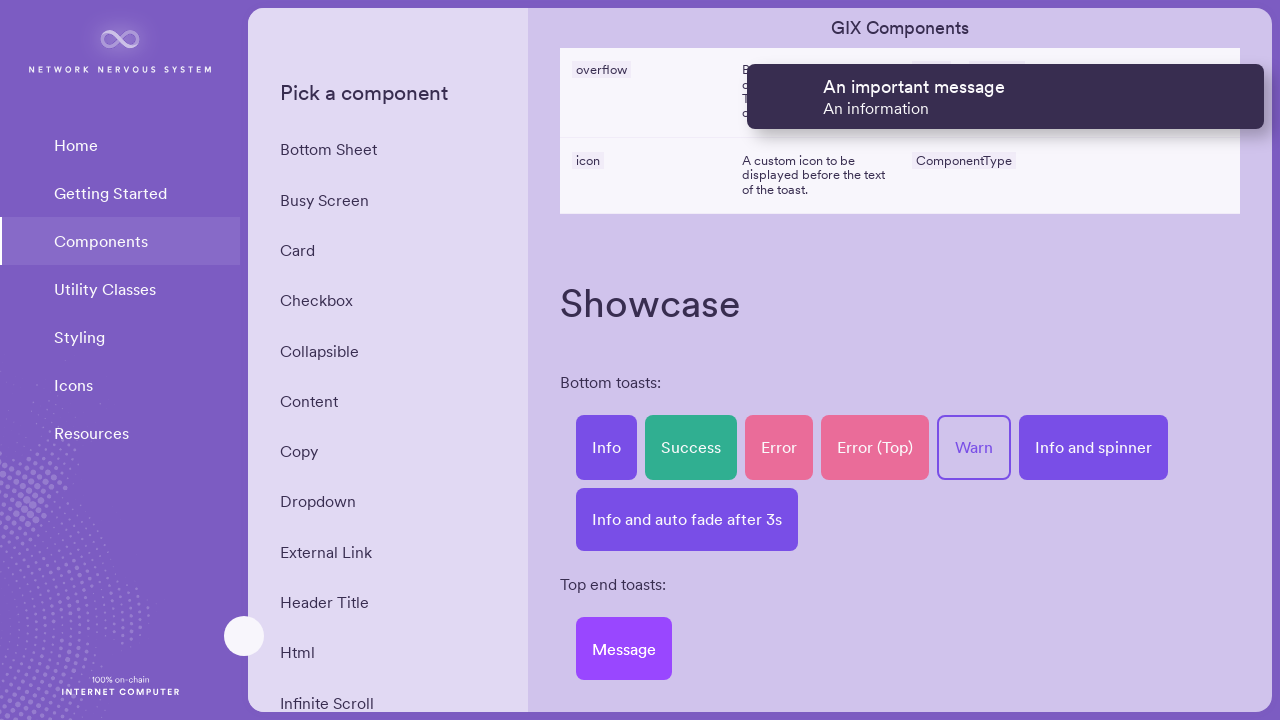 NETWORK NERVOUS SYSTEM
Home
Getting Started
Components
Utility Classes
Styling
Icons
Resources
100% on-chain
INTERNET COMPUTER
Pick a component
Bottom Sheet
Busy Screen
Card
Checkbox
Collapsible
Content
Copy
Dropdown
External Link
Header Title
Html
Infinite Scroll
GIX Components
overflow
An important message
An information
icon
A custom icon to be
displayed before the text
of the toast.
ComponentType
Showcase
Bottom toasts:
Info
Success
Error
Error (Top)
Warn
Info and spinner
Info and auto fade after 3s
Top end toasts:
Message